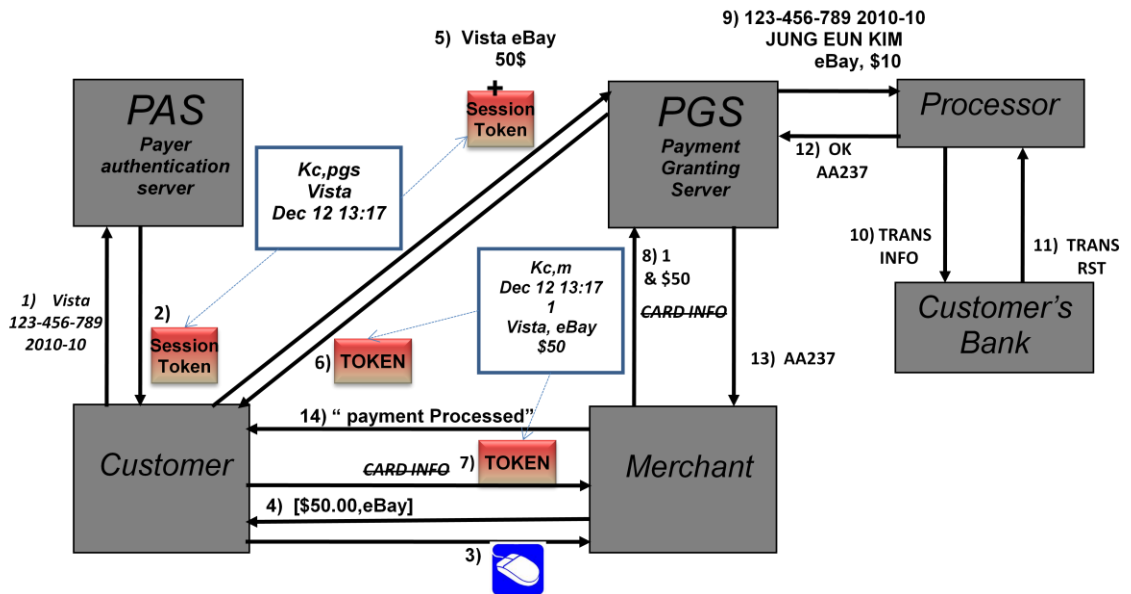 9) 123-456-789 2010-10
JUNG EUN KIM
eBay, $10
5) Vista eBay
50$
+
Session
Token
PAS
Payer
authentication
server
PGS
Payment
Granting
Server
Processor
12) OK
AA237
Kc,pgs
Vista
Dec 12 13:17
10) TRANS
INFO
11) TRANS
RST
8) 1
& $50
CARD INFO
Kc,m
Dec 12 13:17
1
Vista, eBay
$50
1) Vista
123-456-789
2010-10
2)
Session
Token
6)
TOKEN
Customer's
Bank
13) AA237
14) “ payment Processed”
Customer
CARD INFO
7)
TOKEN
Merchant
4) [$50.00,eBay]
3)